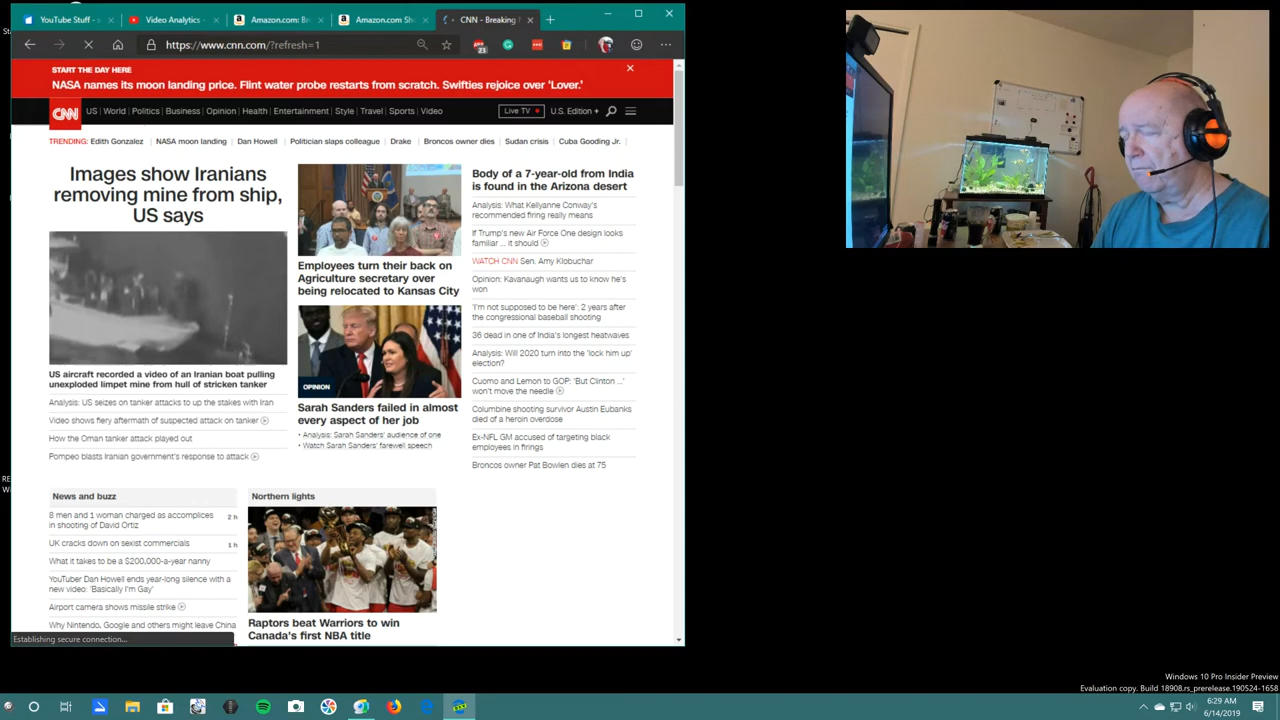 YouTube Stuff - s
Video Analytics
Amazon.com: Br
Amazon.com Sh
CNN - Breaking N
https://www.cnn.com/?refresh=1
23
START THE DAY HERE
NASA names its moon landing price. Flint water probe restarts from scratch. Swifties rejoice over 'Lover.'
CNN
US World Politics Business Opinion Health Entertainment Style Travel Sports Video
Live TV
U.S. Edition +
TRENDING: Edith Gonzalez NASA moon landing Dan Howell Politician slaps colleague Drake Broncos owner dies Sudan crisis Cuba Gooding Jr.
Images show Iranians
removing mine from ship,
US says
US aircraft recorded a video of an Iranian boat pulling
unexploded limpet mine from hull of stricken tanker
Analysis: US seizes on tanker attacks to up the stakes with Iran
Video shows fiery aftermath of suspected attack on tanker
How the Oman tanker attack played out
Pompeo blasts Iranian government's response to attack
Employees turn their back on
Agriculture secretary over
being relocated to Kansas City
OPINION
Sarah Sanders failed in almost
every aspect of her job
• Analysis: Sarah Sanders' audience of one
• Watch Sarah Sanders' farewell speech
Body of a 7-year-old from India
is found in the Arizona desert
Analysis: What Kellyanne Conway's
recommended firing really means
If Trump's new Air Force One design looks
familiar ... it should
WATCH CNN Sen. Amy Klobuchar
Opinion: Kavanaugh wants us to know he's
won
'I'm not supposed to be here': 2 years after
the congressional baseball shooting
36 dead in one of India's longest heatwaves
Analysis: Will 2020 turn into the 'lock him up'
election?
Cuomo and Lemon to GOP: 'But Clinton ...'
won't move the needle
Columbine shooting survivor Austin Eubanks
died of a heroin overdose
Ex-NFL GM accused of targeting black
employees in firings
Broncos owner Pat Bowlen dies at 75
News and buzz
8 men and 1 woman charged as accomplices
in shooting of David Ortiz
2 h
UK cracks down on sexist commercials
1 h
What it takes to be a $200,000-a-year nanny
YouTuber Dan Howell ends year-long silence with a
new video: 'Basically I'm Gay'
Airport camera shows missile strike
Why Nintendo, Google and others might leave China
Northern lights
Raptors beat Warriors to win
Canada's first NBA title
Establishing secure connection...
Windows 10 Pro Insider Preview
Evaluation copy. Build 18908.rs_prerelease.190524-1658
6:29 AM
6/14/2019